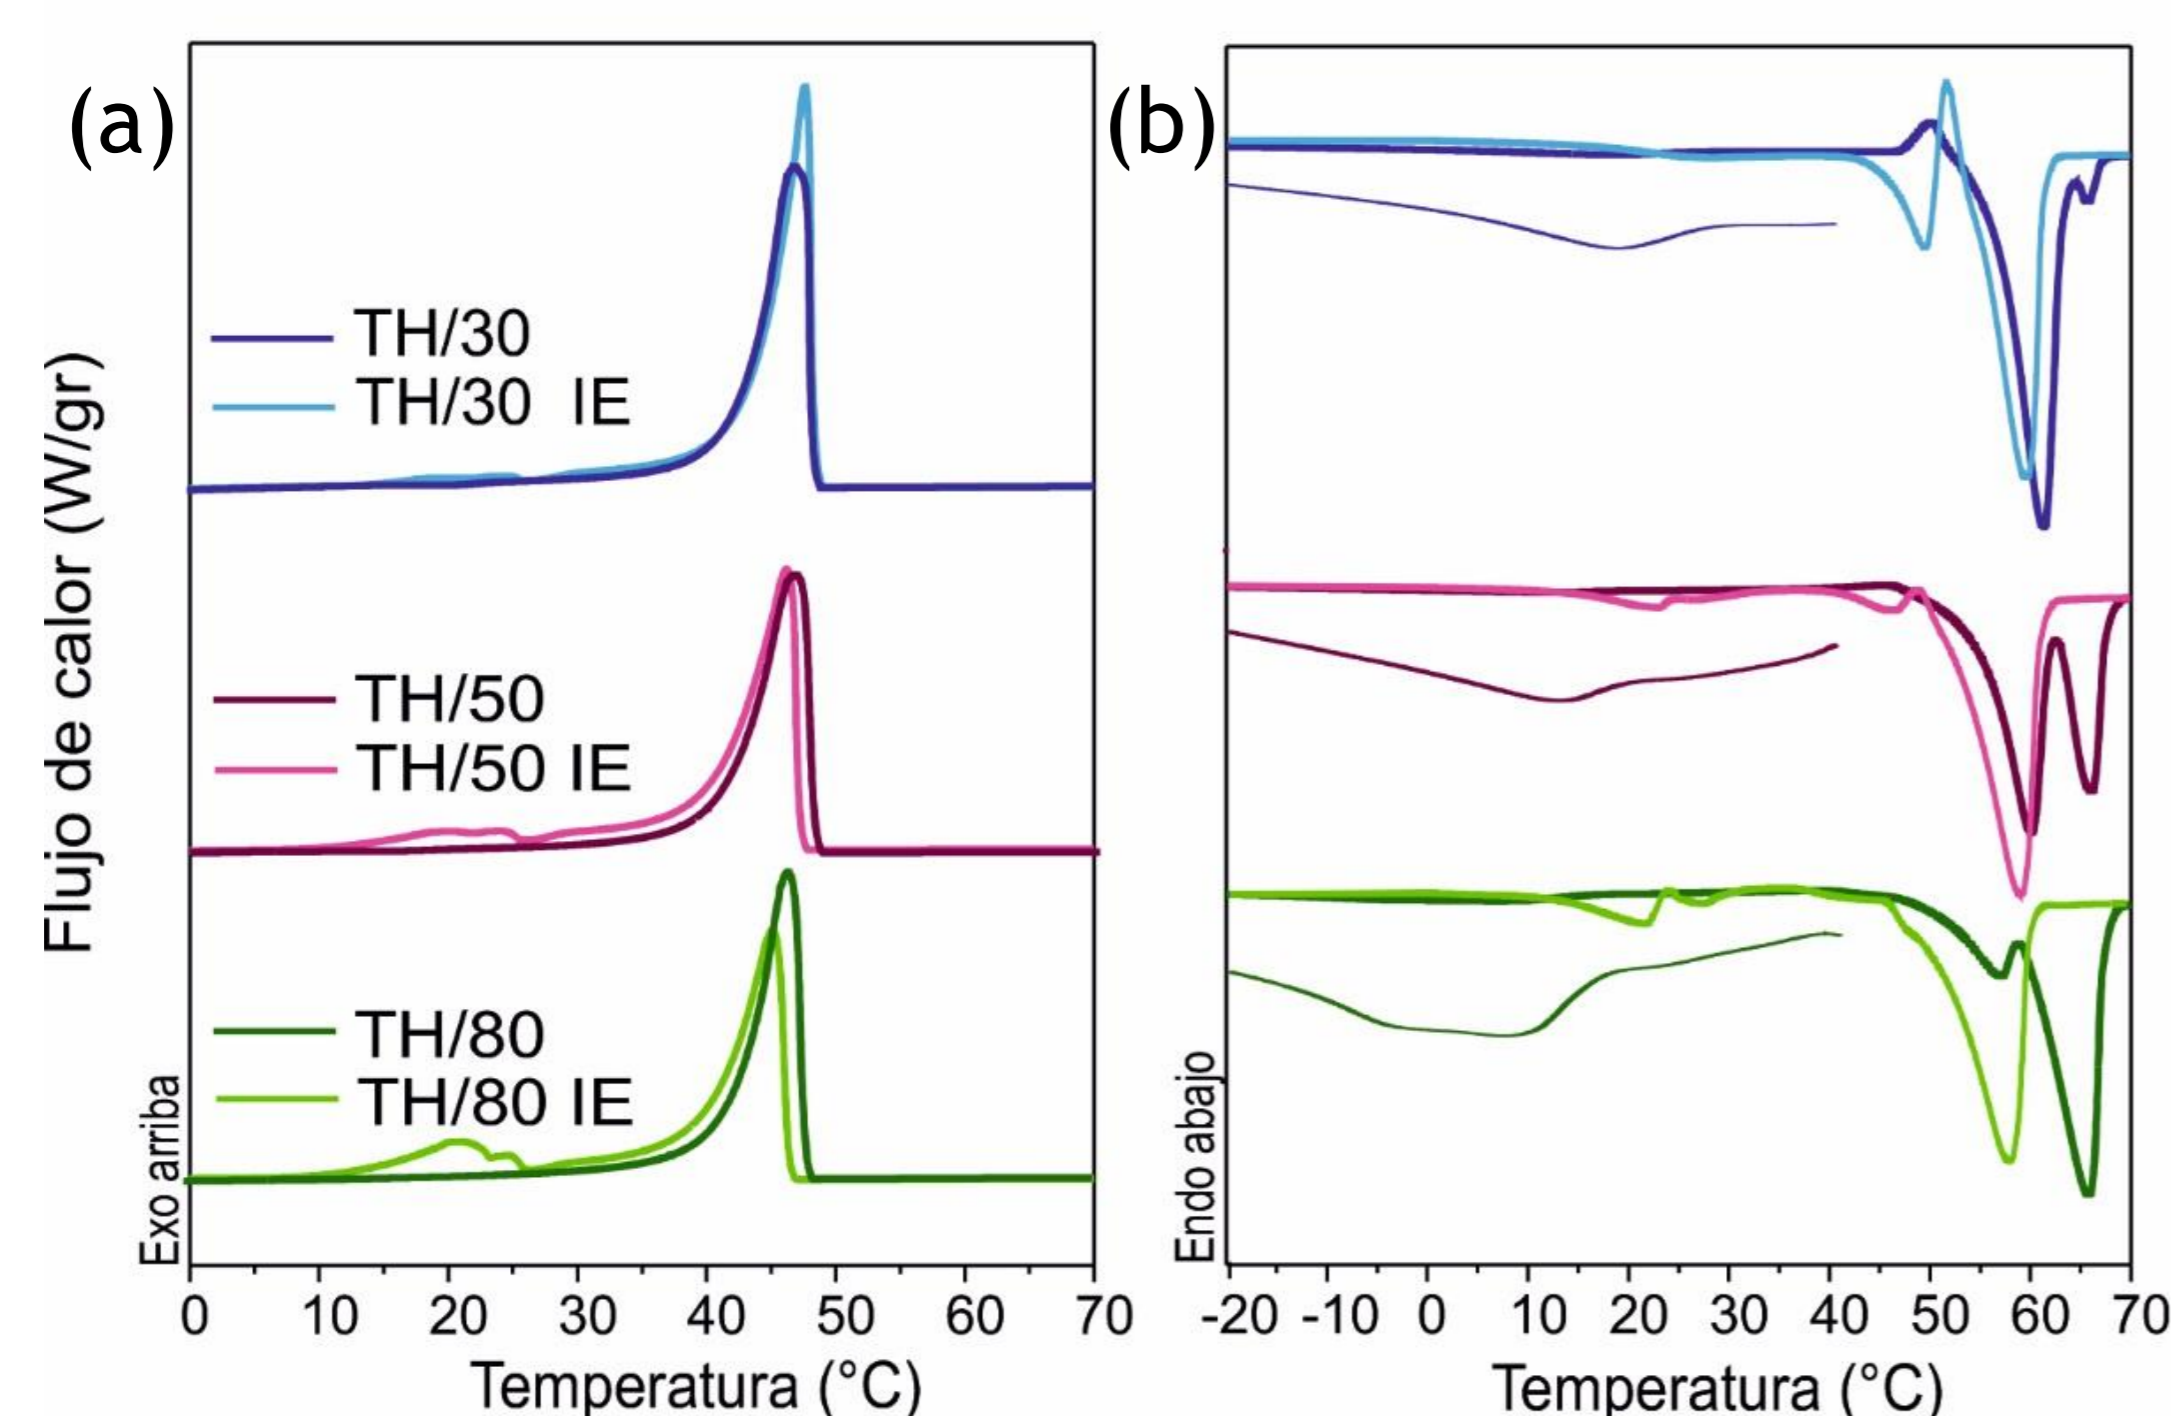 (a)
(b)
Flujo de calor (W/gr)
TH/30
TH/30 IE
TH/50
TH/50 IE
TH/80
TH/80 IE
Exo arriba
Endo abajo
0 10 20 30 40 50 60 70
-20 -10 0 10 20 30 40 50 60 70
Temperatura (°C)
Temperatura (°C)